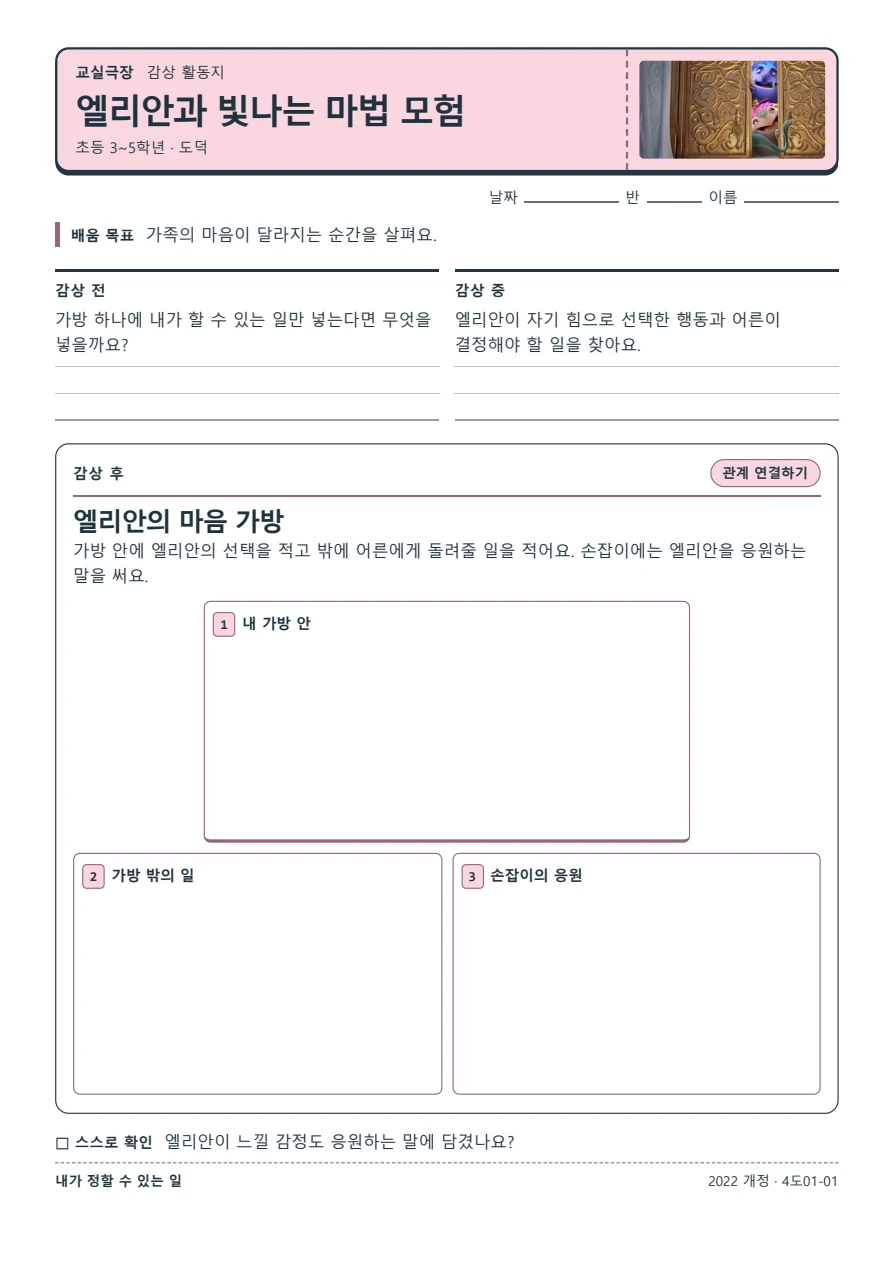 교실극장 감상 활동지
엘리안과 빛나는 마법 모험
초등 3~5학년 · 도덕
날짜 반 이름
배움 목표 가족의 마음이 달라지는 순간을 살펴요.
감상 전
가방 하나에 내가 할 수 있는 일만 넣는다면 무엇을
넣을까요?
감상 중
엘리안이 자기 힘으로 선택한 행동과 어른이
결정해야 할 일을 찾아요.
감상 후
관계 연결하기
엘리안의 마음 가방
가방 안에 엘리안의 선택을 적고 밖에 어른에게 돌려줄 일을 적어요. 손잡이에는 엘리안을 응원하는
말을 써요.
1 내 가방 안
2 가방 밖의 일
3 손잡이의 응원
□ 스스로 확인 엘리안이 느낄 감정도 응원하는 말에 담겼나요?
내가 정할 수 있는 일
2022 개정 · 4도01-01